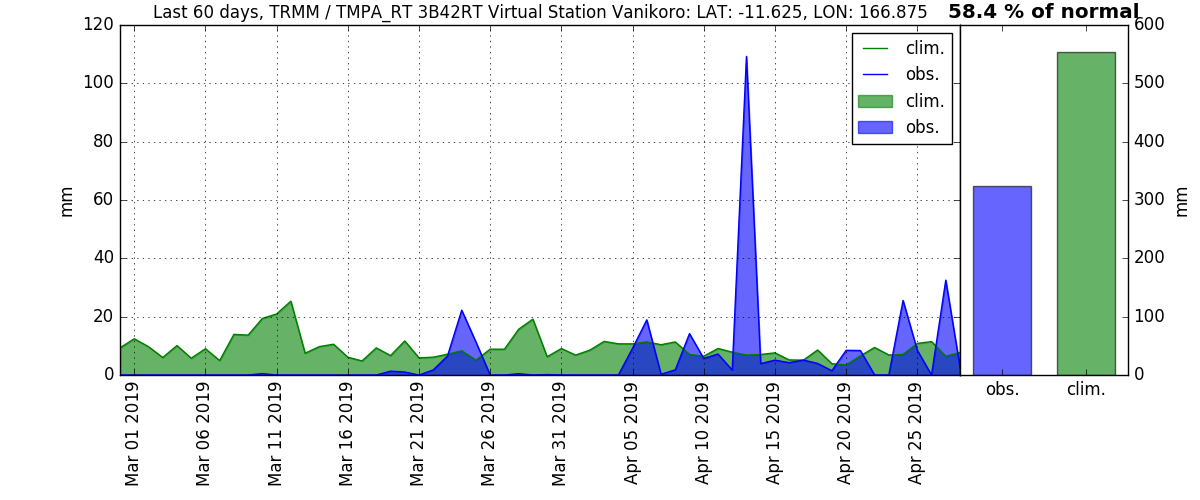 Last 60 days, TRMM / TMPA_RT 3B42RT Virtual Station Vanikoro: LAT: -11.625, LON: 166.875
58.4 % of normal
120
100
80
60
40
20
0
mm
clim.
obs.
clim.
obs.
Mar 01 2019
Mar 06 2019
Mar 11 2019
Mar 16 2019
Mar 21 2019
Mar 26 2019
Mar 31 2019
Apr 05 2019
Apr 10 2019
Apr 15 2019
Apr 20 2019
Apr 25 2019
600
500
400
300
200
100
0
mm
obs.
clim.